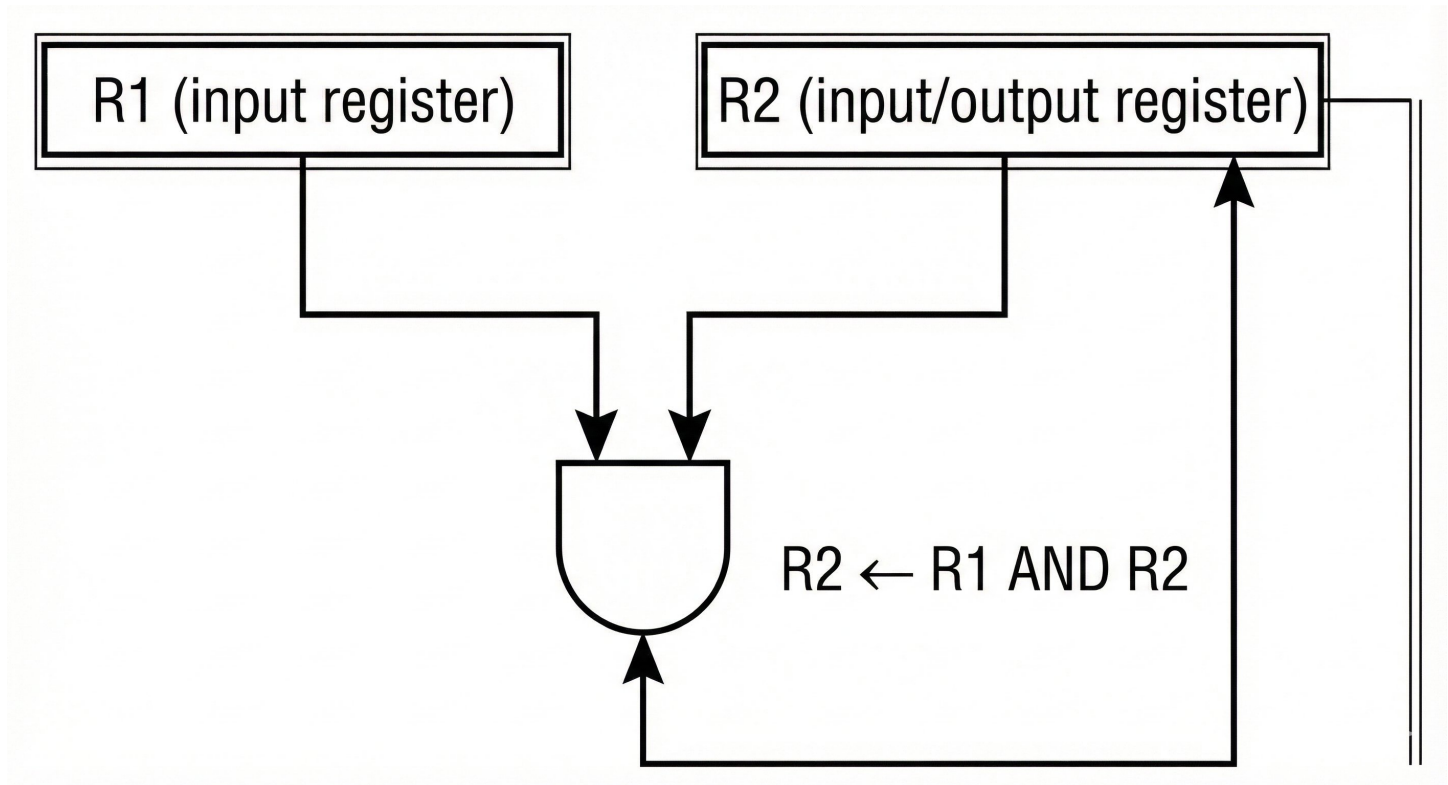 R1 (input register)
R2 (input/output register)
R2 ← R1 AND R2